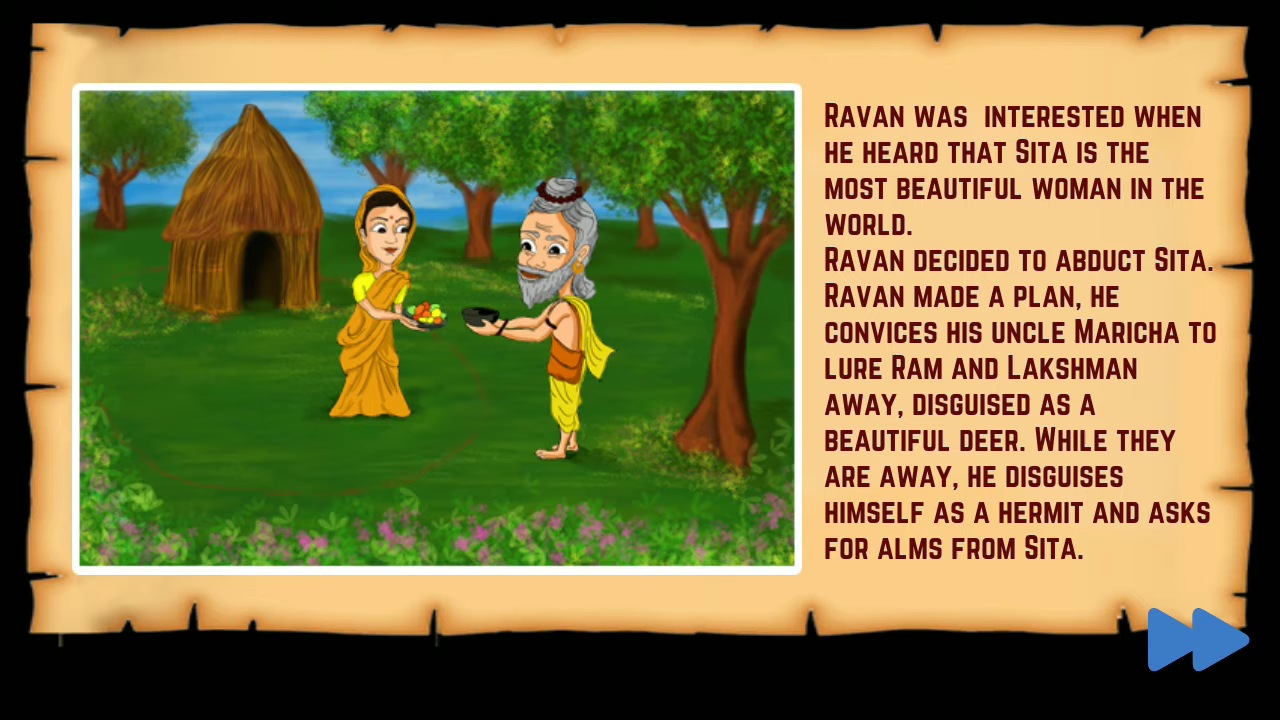 Ravan was interested when
he heard that Sita is the
most beautiful woman in the
world.
Ravan decided to abduct Sita.
Ravan made a plan, he
convices his uncle Maricha to
lure Ram and Lakshman
away, disguised as a
beautiful deer. While they
are away, he disguises
himself as a hermit and asks
for alms from Sita.